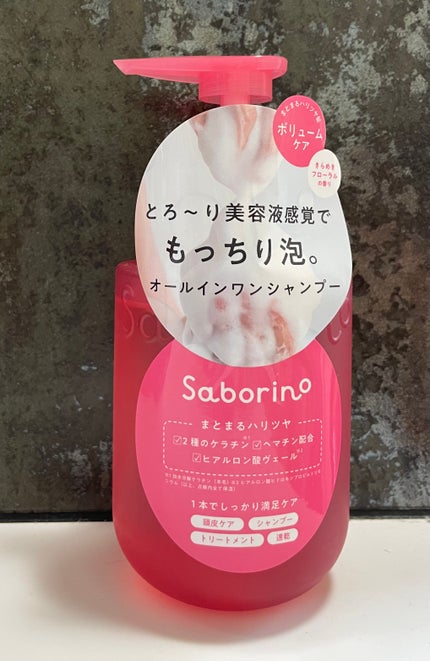 まとまるハリツヤ髪
ボリューム
ケア
きらめき
フローラル
の香り
とろ～り美容液感覚で
もっちり泡。
オールインワンシャンプー
Saborino
まとまるハリツヤ
☑2種のケラチン※1 ☑ヘマチン配合
☑ヒアルロン酸ヴェール※2
1本でしっかり満足ケア
頭皮ケア シャンプー
トリートメント 速乾